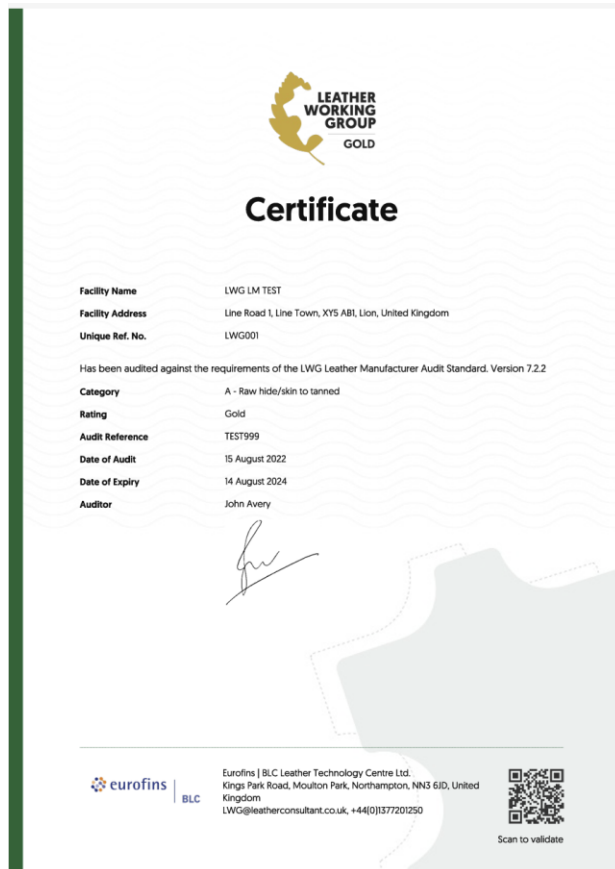 LEATHER
WORKING
GROUP
GOLD
Certificate
Facility Name LWG LM TEST
Facility Address Line Road 1, Line Town, XY5 AB1, Lion, United Kingdom
Unique Ref. No. LWG001
Has been audited against the requirements of the LWG Leather Manufacturer Audit Standard. Version 7.2.2
Category A - Raw hide/skin to tanned
Rating Gold
Audit Reference TEST999
Date of Audit 15 August 2022
Date of Expiry 14 August 2024
Auditor John Avery
eurofins
BLC
Eurofins | BLC Leather Technology Centre Ltd.
Kings Park Road, Moulton Park, Northampton, NN3 6JD, United
Kingdom
LWG@leatherconsultant.co.uk, +44[0]1377201250
Scan to validate